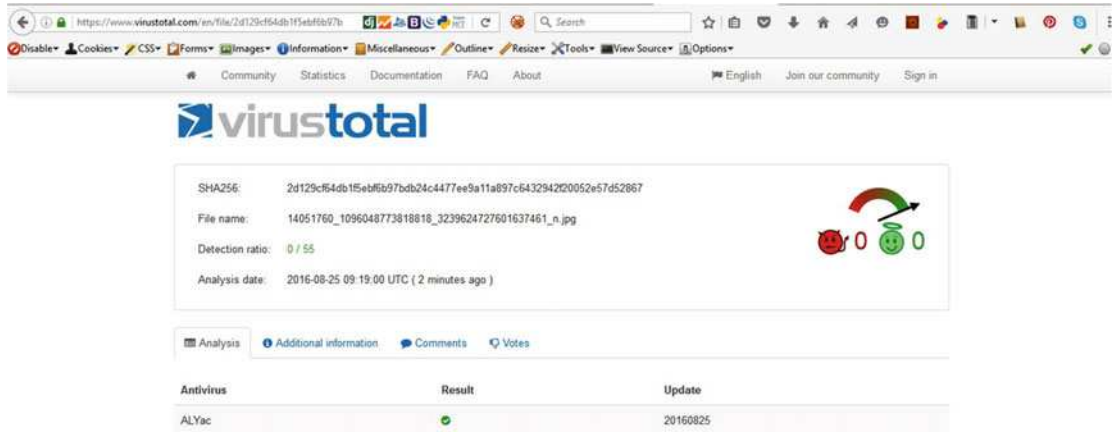 https://www.virustotal.com/en/file/2d129cf64db1f5ebf6b97b
Search
Disable Cookies CSS Forms Images Information Miscellaneous Outline Resize Tools View Source Options
Community Statistics Documentation FAQ About English Join our community Sign in
virustotal
SHA256: 2d129cf64db1f5ebf6b97bdb24c4477ee9a11a897c6432942f20052e57d52867
File name: 14051760_1096048773818818_3239624727601637461_n.jpg
Detection ratio: 0 / 55
0 0
Analysis date: 2016-08-25 09:19:00 UTC ( 2 minutes ago )
Analysis Additional information Comments Votes
Antivirus Result Update
ALYac 20160825